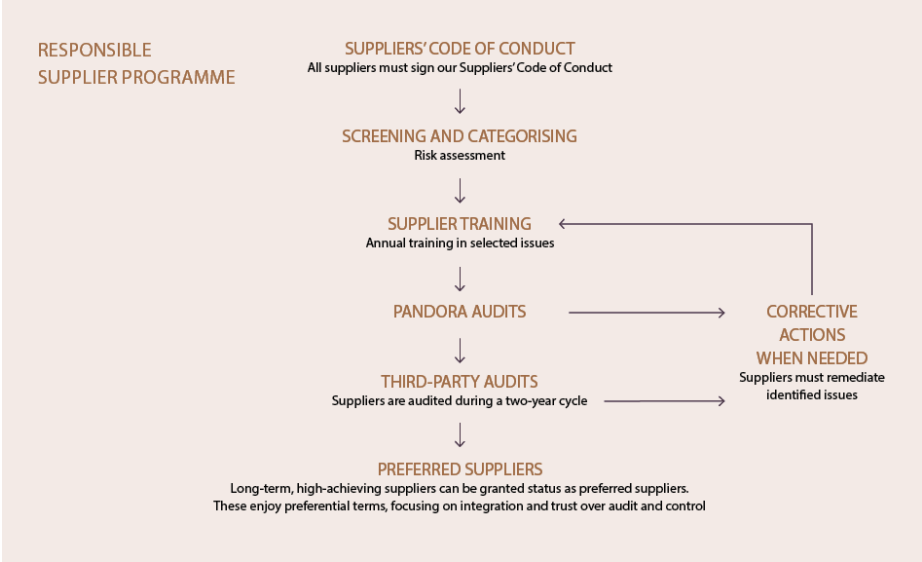 RESPONSIBLE
SUPPLIER PROGRAMME
SUPPLIERS' CODE OF CONDUCT
All suppliers must sign our Suppliers' Code of Conduct
SCREENING AND CATEGORISING
Risk assessment
SUPPLIER TRAINING
Annual training in selected issues
PANDORA AUDITS
CORRECTIVE
ACTIONS
WHEN NEEDED
Suppliers must remediate
identified issues
THIRD-PARTY AUDITS
Suppliers are audited during a two-year cycle
PREFERRED SUPPLIERS
Long-term, high-achieving suppliers can be granted status as preferred suppliers.
These enjoy preferential terms, focusing on integration and trust over audit and control